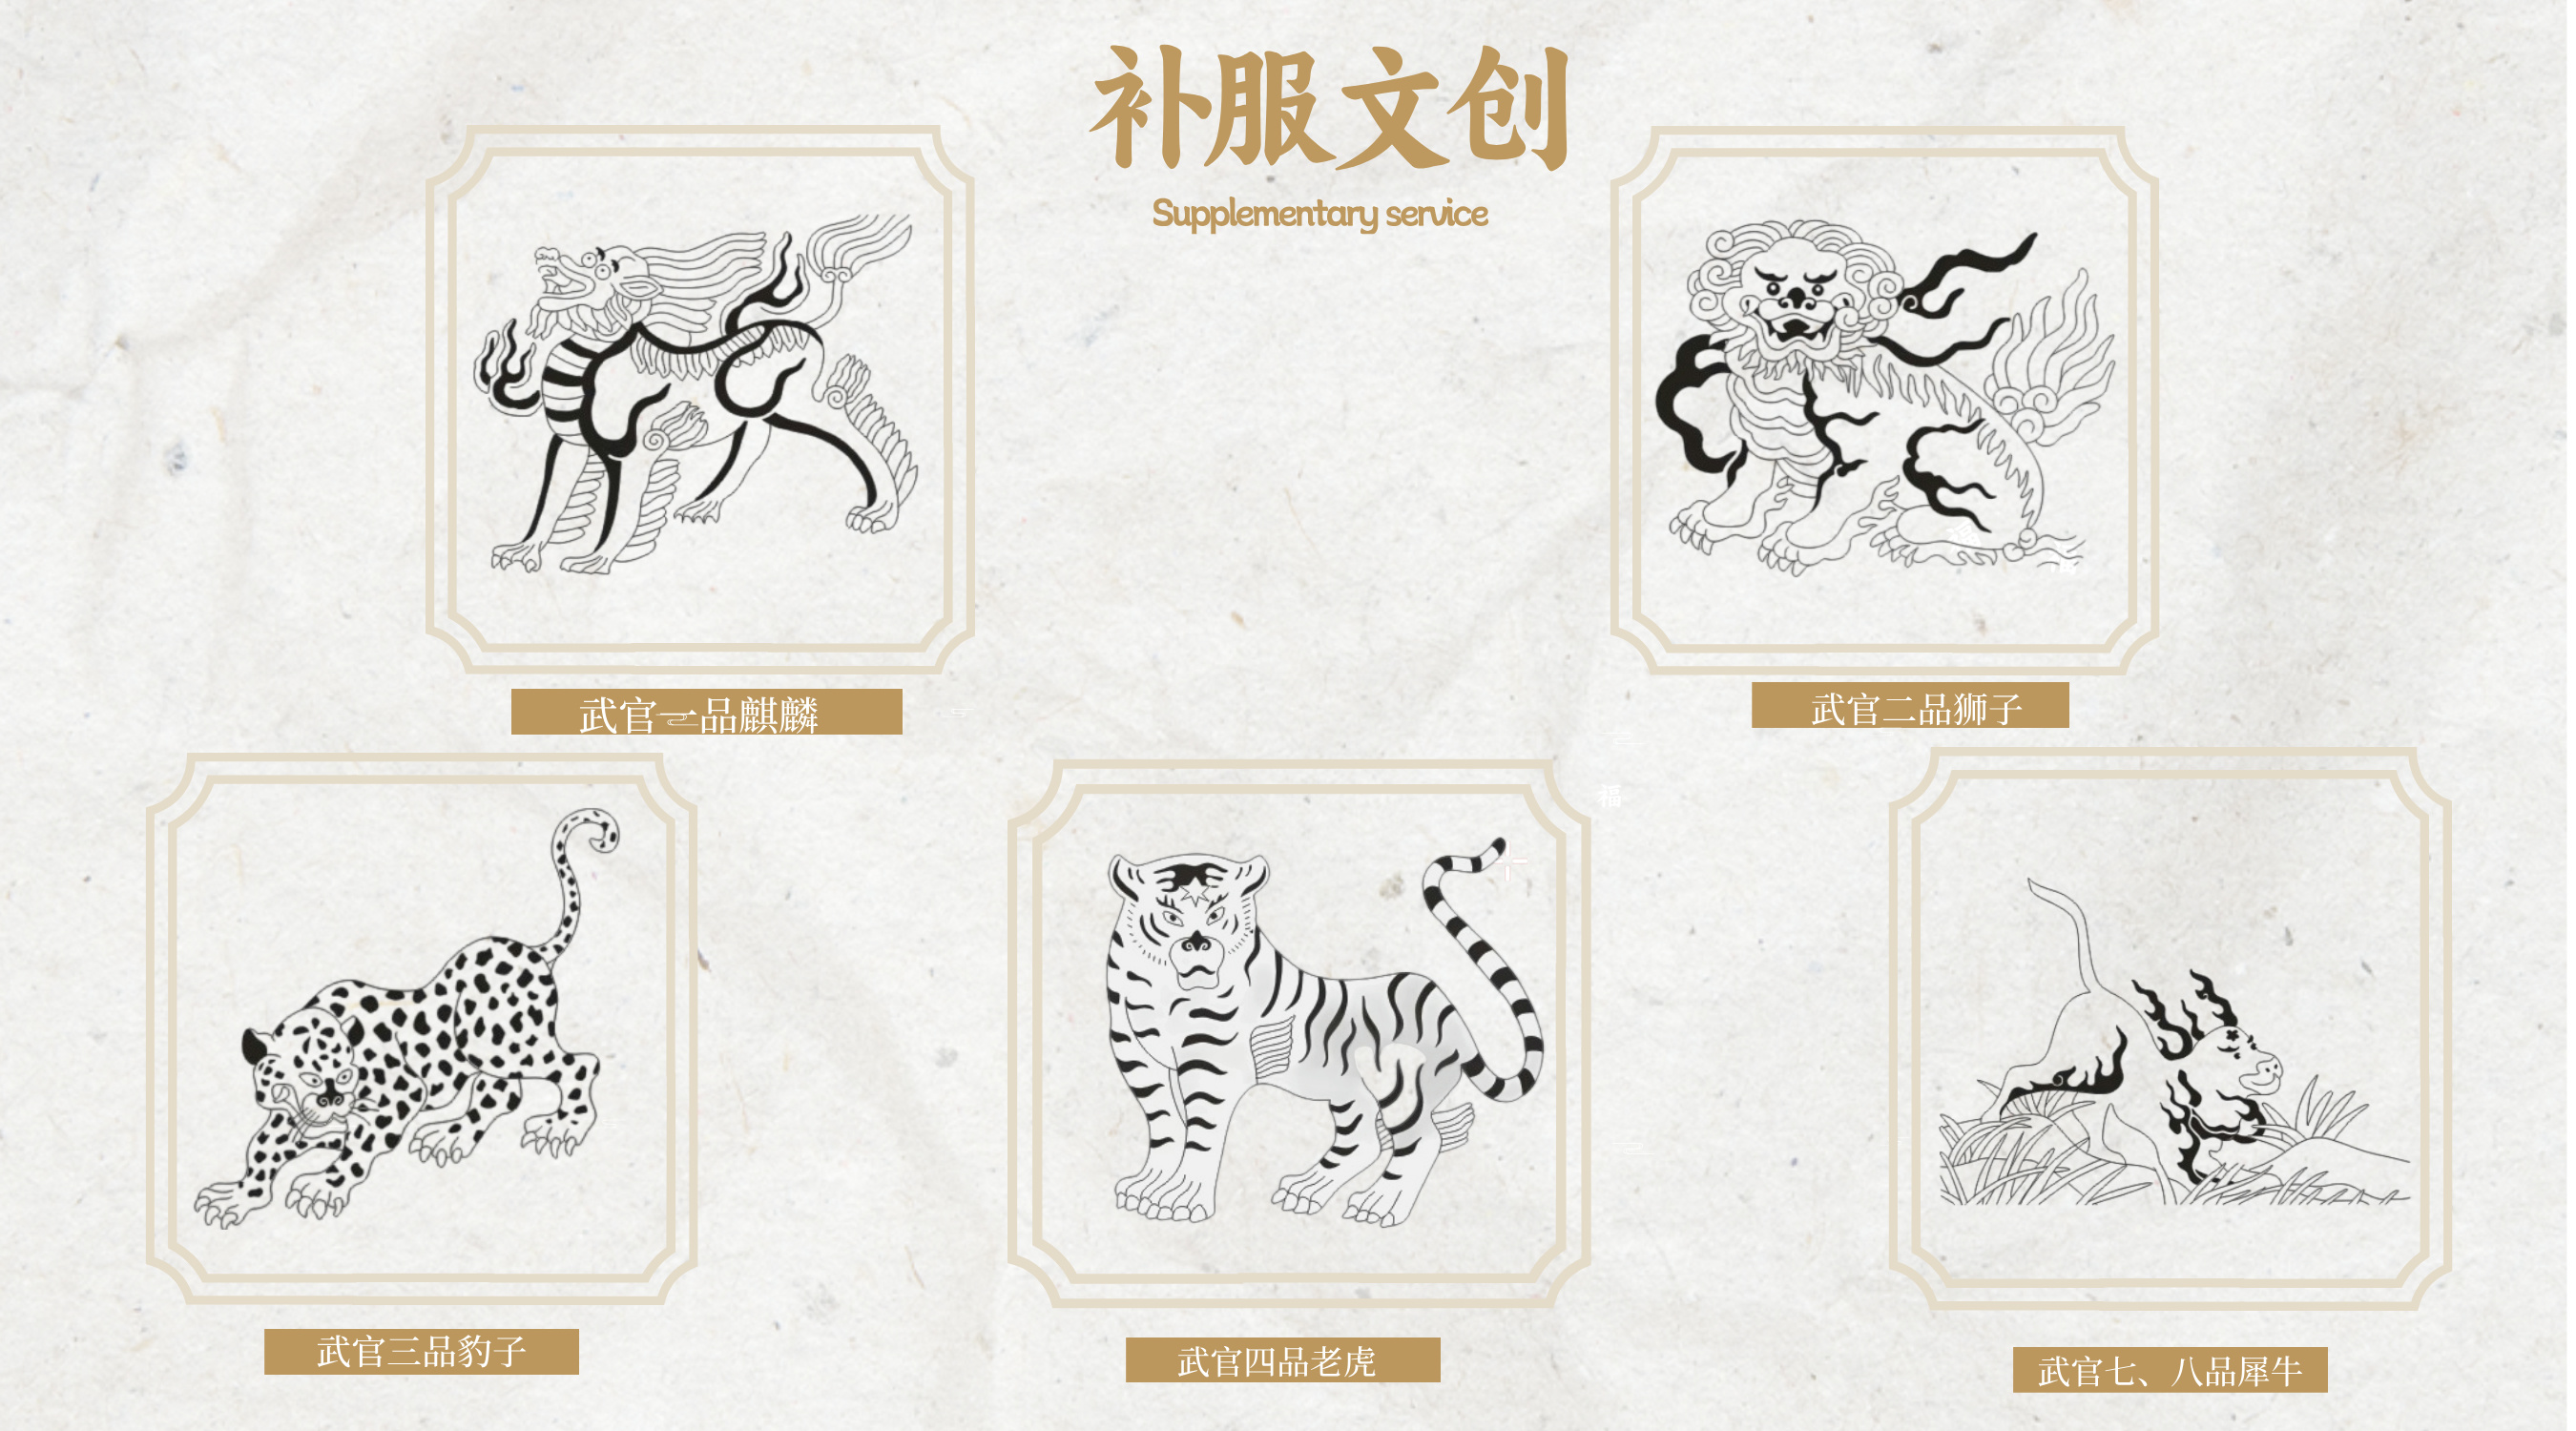 补服文创
Supplementary service
武官一品麒麟
武官二品狮子
福
武官三品豹子
武官四品老虎
武官七、八品犀牛